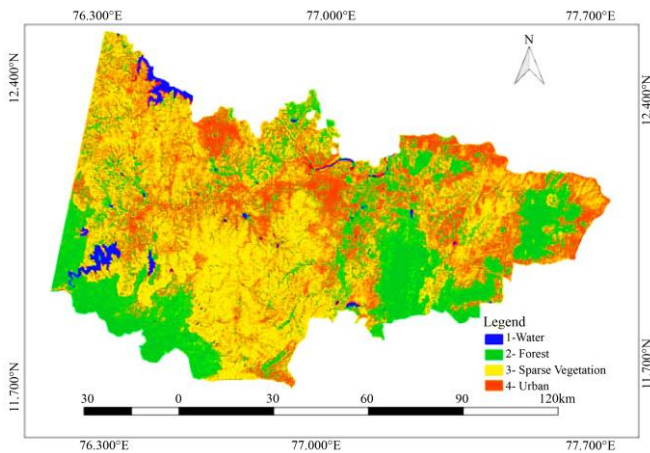 76.300°E 77.000°E 77.700°E
12.400°N
12.400°N
N
Legend
1-Water
2- Forest
3- Sparse Vegetation
4- Urban
11.700°N
11.700°N
30 0 30 60 90 120km
76.300°E 77.000°E 77.700°E